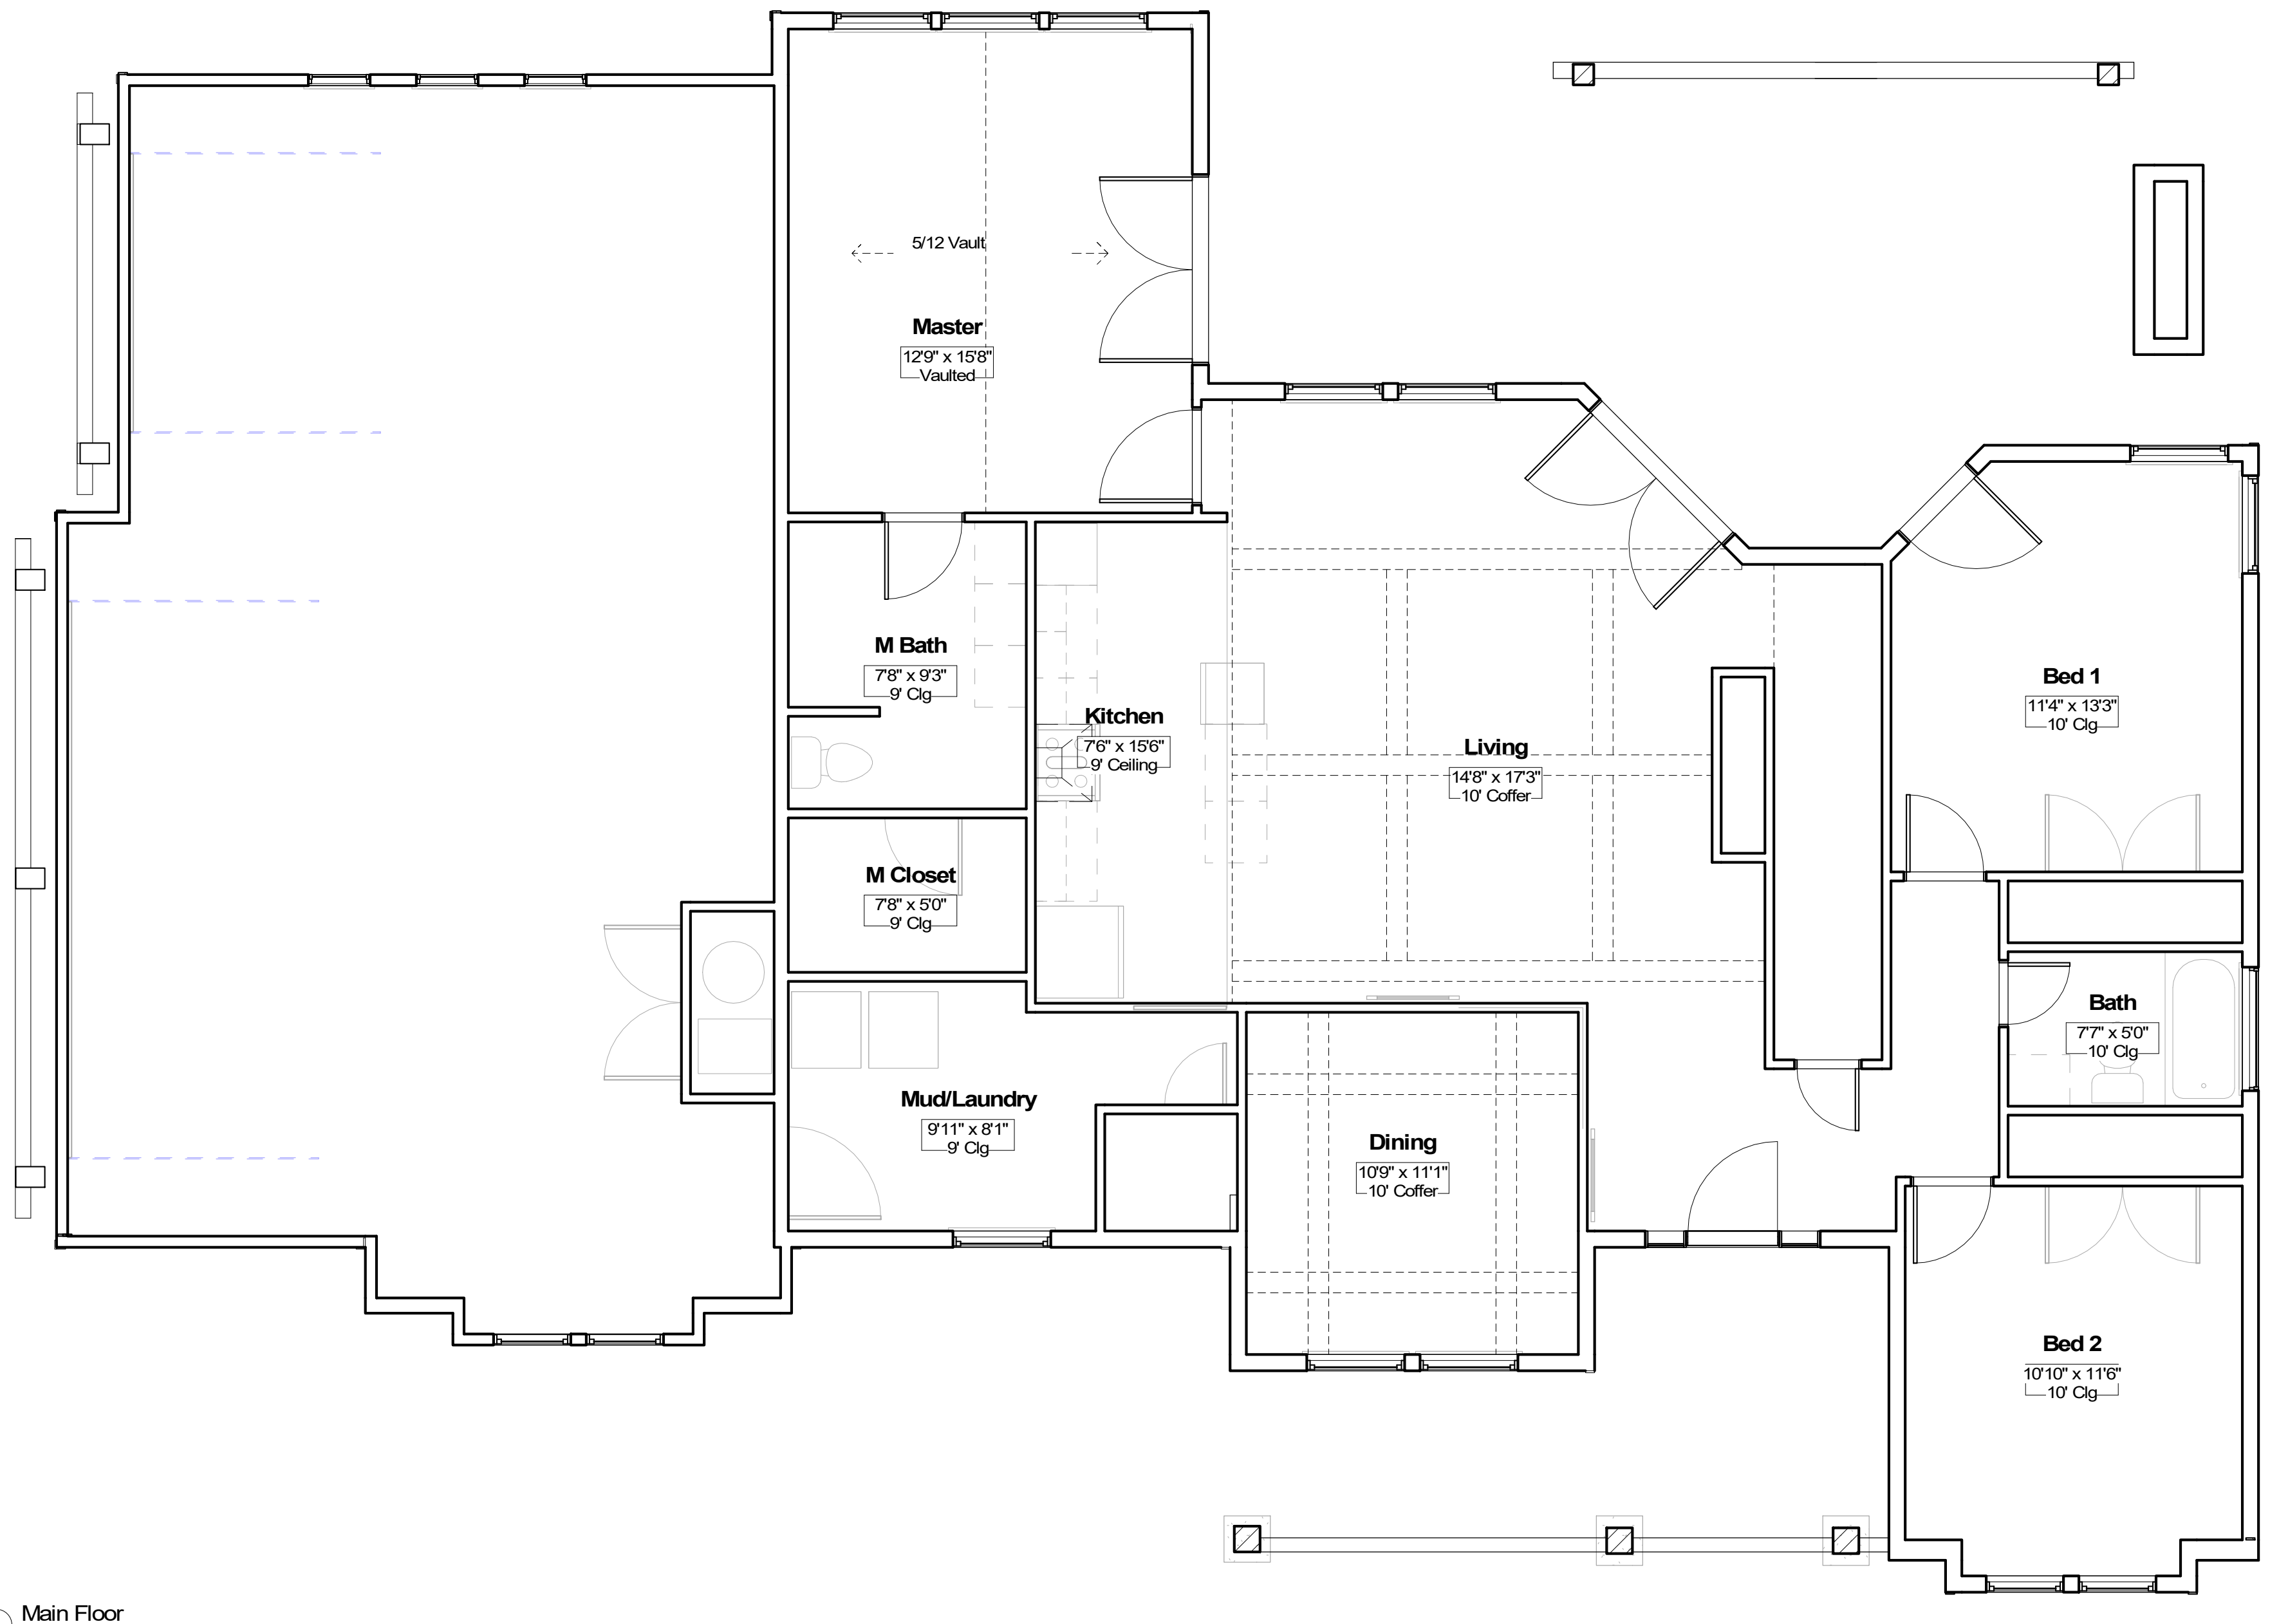 5/12 Vault
Master
12'9" x 15'8"
Vaulted
M Bath
7'8" x 9'3"
9' Clg
Kitchen
7'6" x 15'6"
9' Ceiling
Living
14'8" x 17'3"
10' Coffer
Bed 1
11'4" x 13'3"
10' Clg
M Closet
7'8" x 5'0"
9' Clg
Bath
7'7" x 5'0"
10' Clg
Mud/Laundry
9'11" x 8'1"
9' Clg
Dining
10'9" x 11'1"
10' Coffer
Bed 2
10'10" x 11'6"
10' Clg
Main Floor